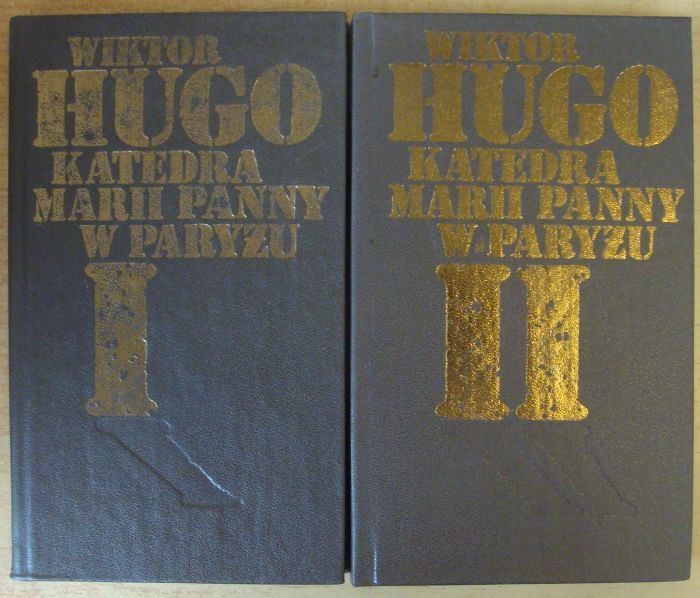 WIKTOR
HUGO
KATEDRA
MARII PANNY
W PARYŻU
I
WIKTOR
HUGO
KATEDRA
MARII PANNY
W PARYŻU
II